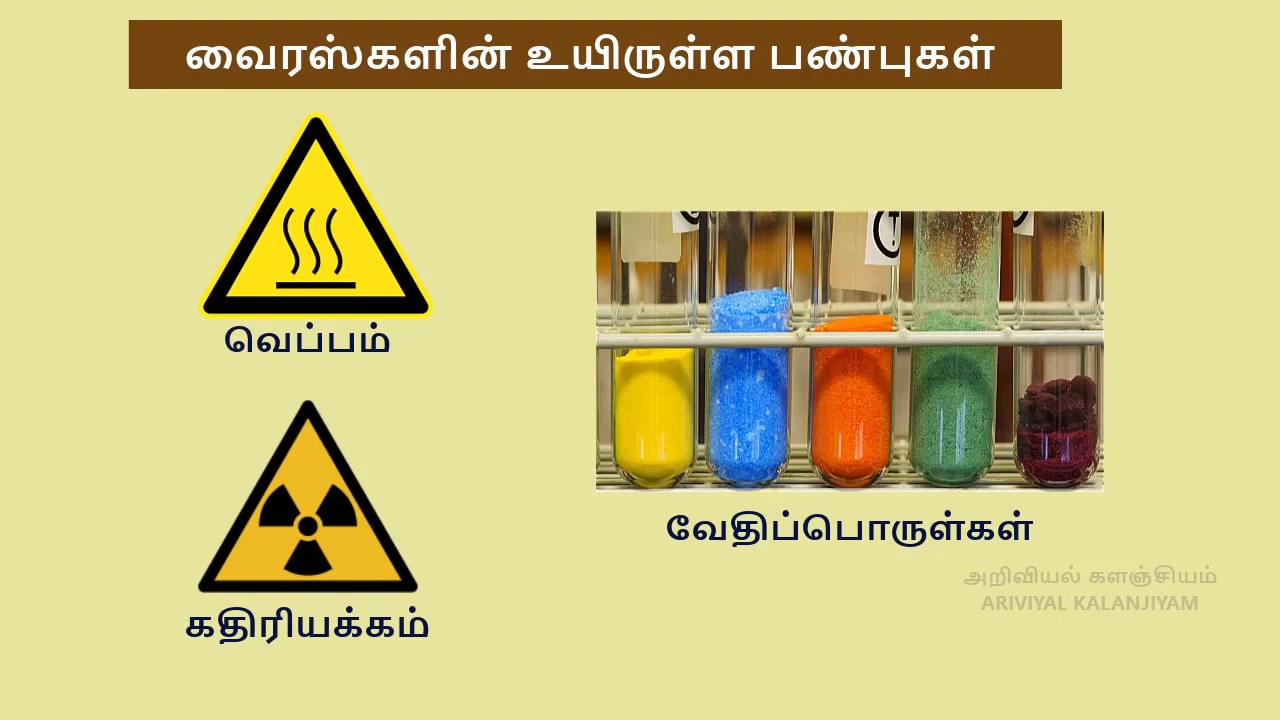 வைரஸ்களின் உயிருள்ள பண்புகள்
வெப்பம்
கதிரியக்கம்
வேதிப்பொருள்கள்
அறிவியல் களஞ்சியம்
ARIVIYAL KALANJIYAM